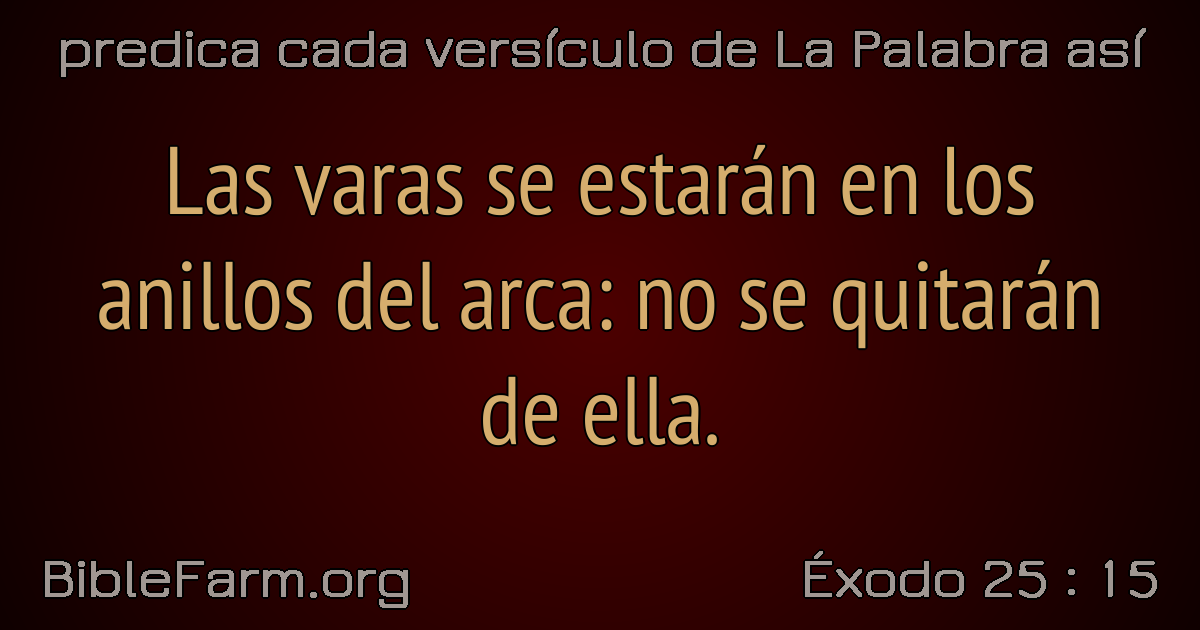 predica cada versículo de La Palabra así
Las varas se estarán en los
anillos del arca: no se quitarán
de ella.
BibleFarm.org
Éxodo 25 : 15